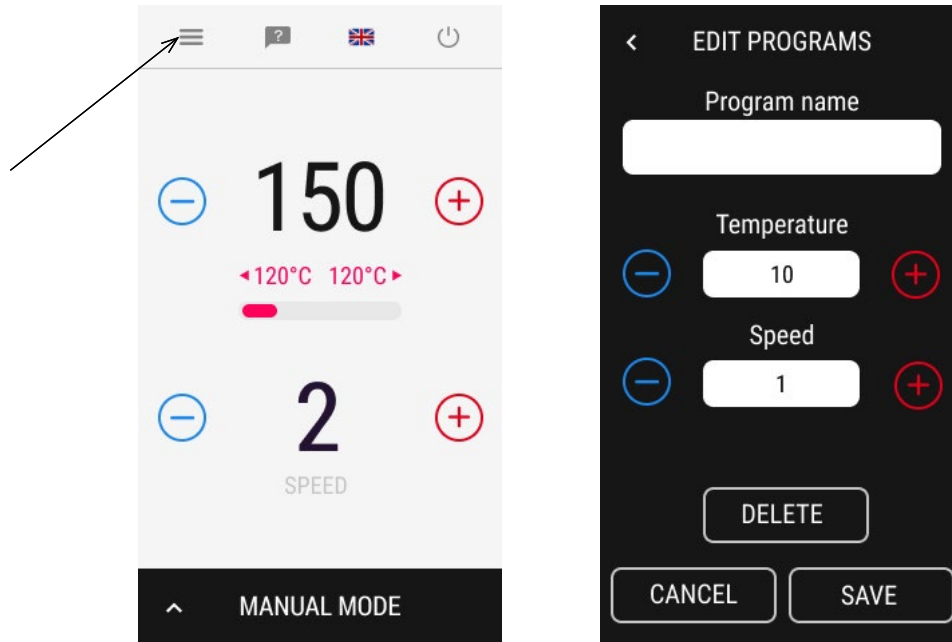 ?
150
◂120°C 120°C▸
2
SPEED
MANUAL MODE
EDIT PROGRAMS
Program name
Temperature
10
Speed
1
DELETE
CANCEL SAVE